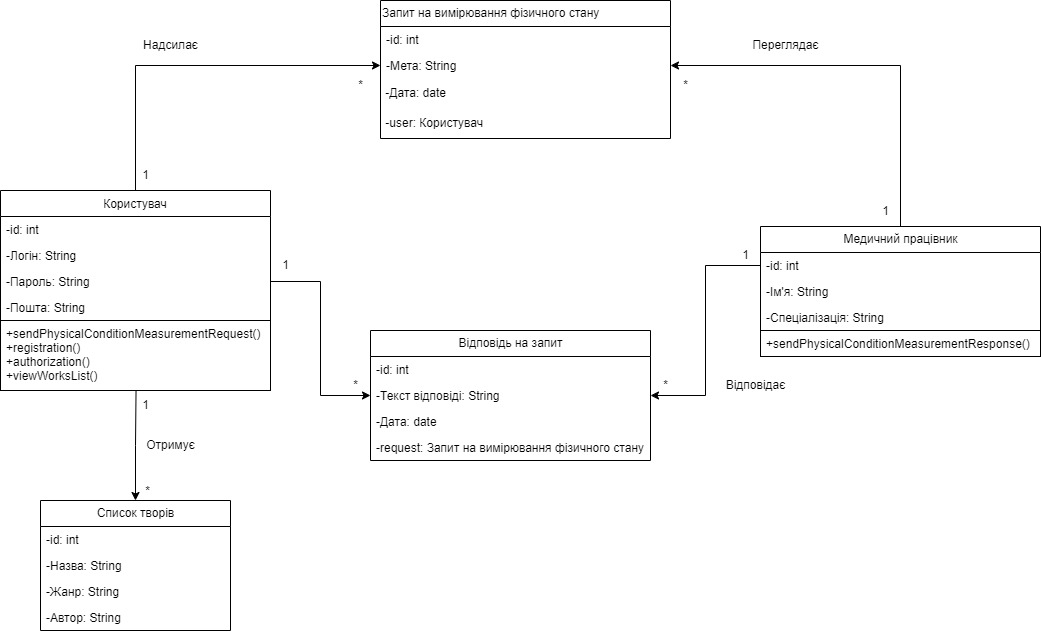 Запит на вимірювання фізичного стану
-id: int
-Мета: String
-Дата: date
-user: Користувач
Надсилає
*
1
Переглядає
*
1
Користувач
-id: int
-Логін: String
-Пароль: String
-Пошта: String
+sendPhysicalConditionMeasurementRequest()
+registration()
+authorization()
+viewWorksList()
1
*
Медичний працівник
-id: int
-Ім'я: String
-Спеціалізація: String
+sendPhysicalConditionMeasurementResponse()
1
*
Відповідає
Відповідь на запит
-id: int
-Текст відповіді: String
-Дата: date
-request: Запит на вимірювання фізичного стану
1
Отримує
*
Список творів
-id: int
-Назва: String
-Жанр: String
-Автор: String